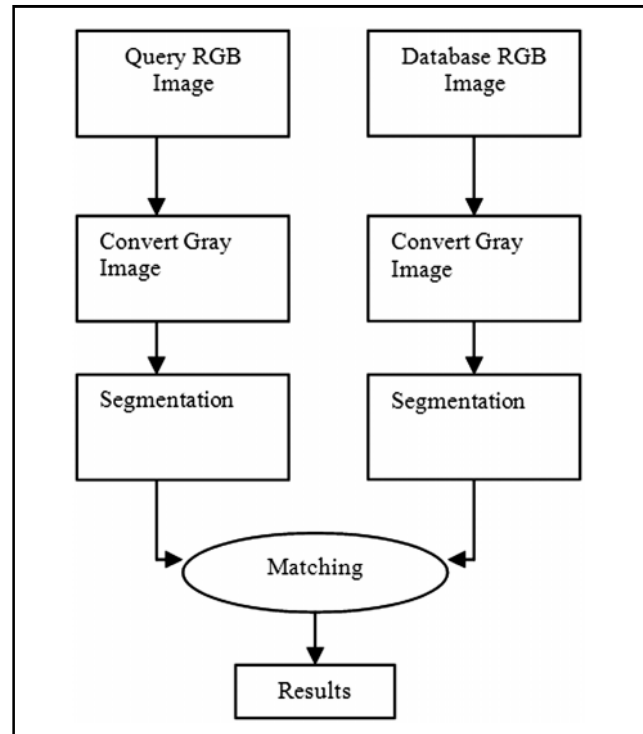 Query RGB
Image
Database RGB
Image
Convert Gray
Image
Convert Gray
Image
Segmentation
Segmentation
Matching
Results